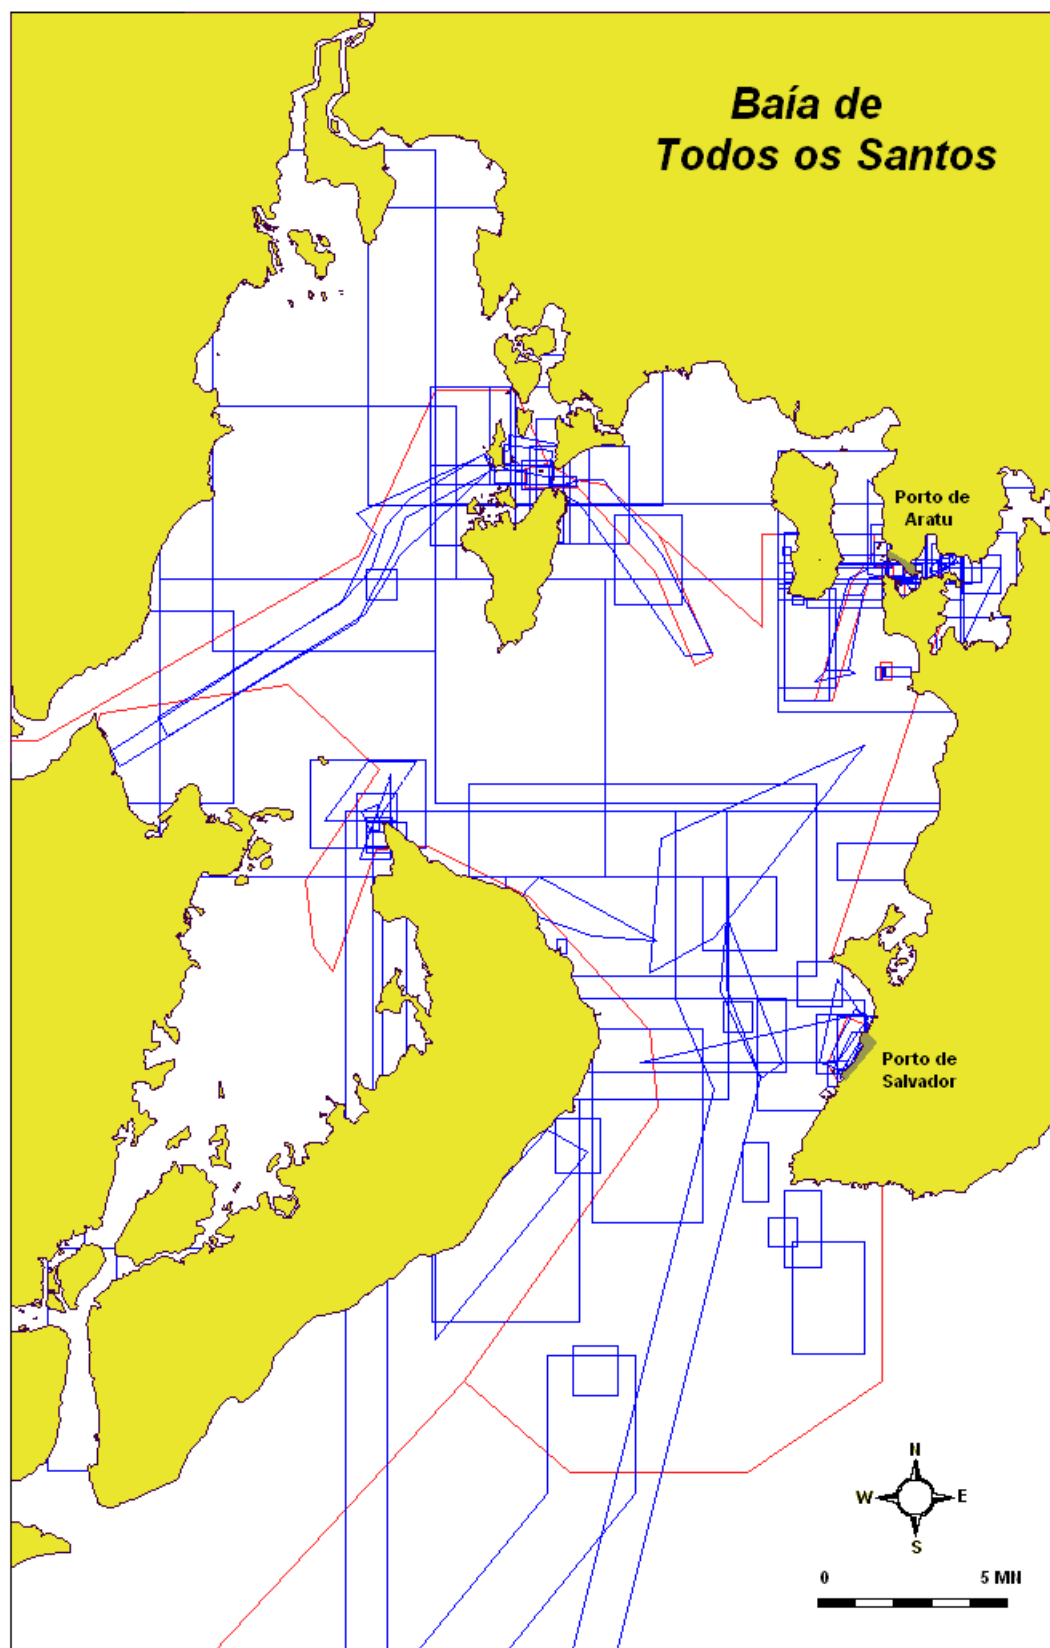 Baía de
Todos os Santos
Porto de
Aratu
Porto de
Salvador
N
W E
S
0 5 MN